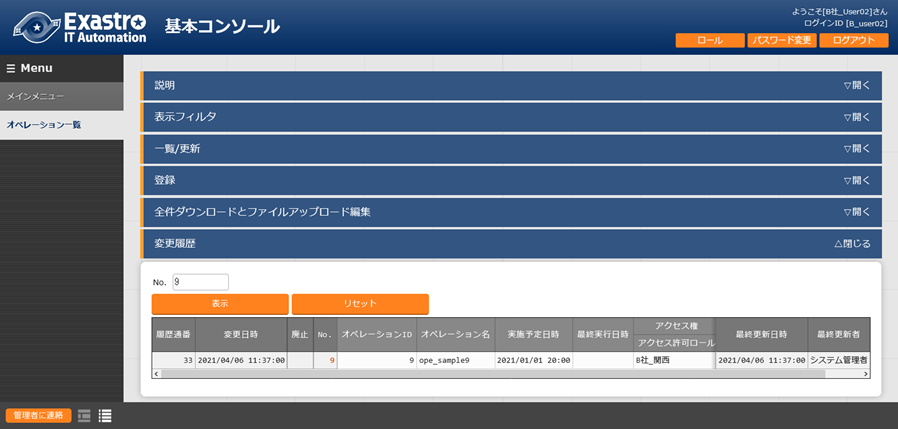 Exastro
IT Automation
基本コンソール
ようこそ[B社_User02]さん
ログインID [B_user02]
ロール
パスワード変更
ログアウト
Menu
メインメニュー
オペレーション一覧
説明
▽開く
表示フィルタ
▽開く
一覧/更新
▽開く
登録
▽開く
全件ダウンロードとファイルアップロード編集
▽開く
変更履歴
△閉じる
No. 9
表示
リセット
履歴通番 変更日時 廃止 No. オペレーションID オペレーション名 実施予定日時 最終実行日時 アクセス権 最終更新日時 最終更新者
アクセス許可ロール
33 2021/04/06 11:37:00 9 9 ope_sample9 2021/01/01 20:00 B社_関西 2021/04/06 11:37:00 システム管理者
管理者に連絡